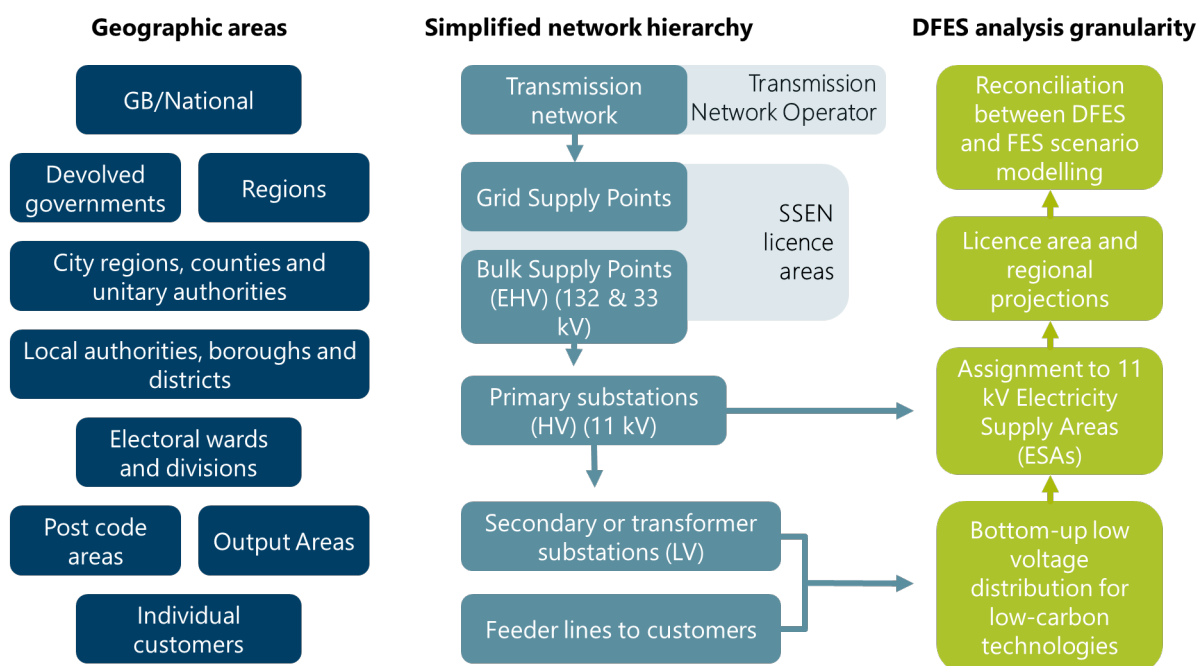 Geographic areas
GB/National
Devolved
governments
Regions
City regions, counties and
unitary authorities
Local authorities, boroughs and
districts
Electoral wards
and divisions
Post code
areas
Output Areas
Individual
customers
Simplified network hierarchy
Transmission
network
Transmission
Network Operator
Grid Supply Points
SSEN
licence
areas
Bulk Supply Points
(EHV) (132 & 33
kV)
Primary substations
(HV) (11 kV)
Secondary or transformer
substations (LV)
Feeder lines to customers
DFES analysis granularity
Reconciliation
between DFES
and FES scenario
modelling
Licence area and
regional
projections
Assignment to 11
kV Electricity
Supply Areas
(ESAs)
Bottom-up low
voltage
distribution for
low-carbon
technologies